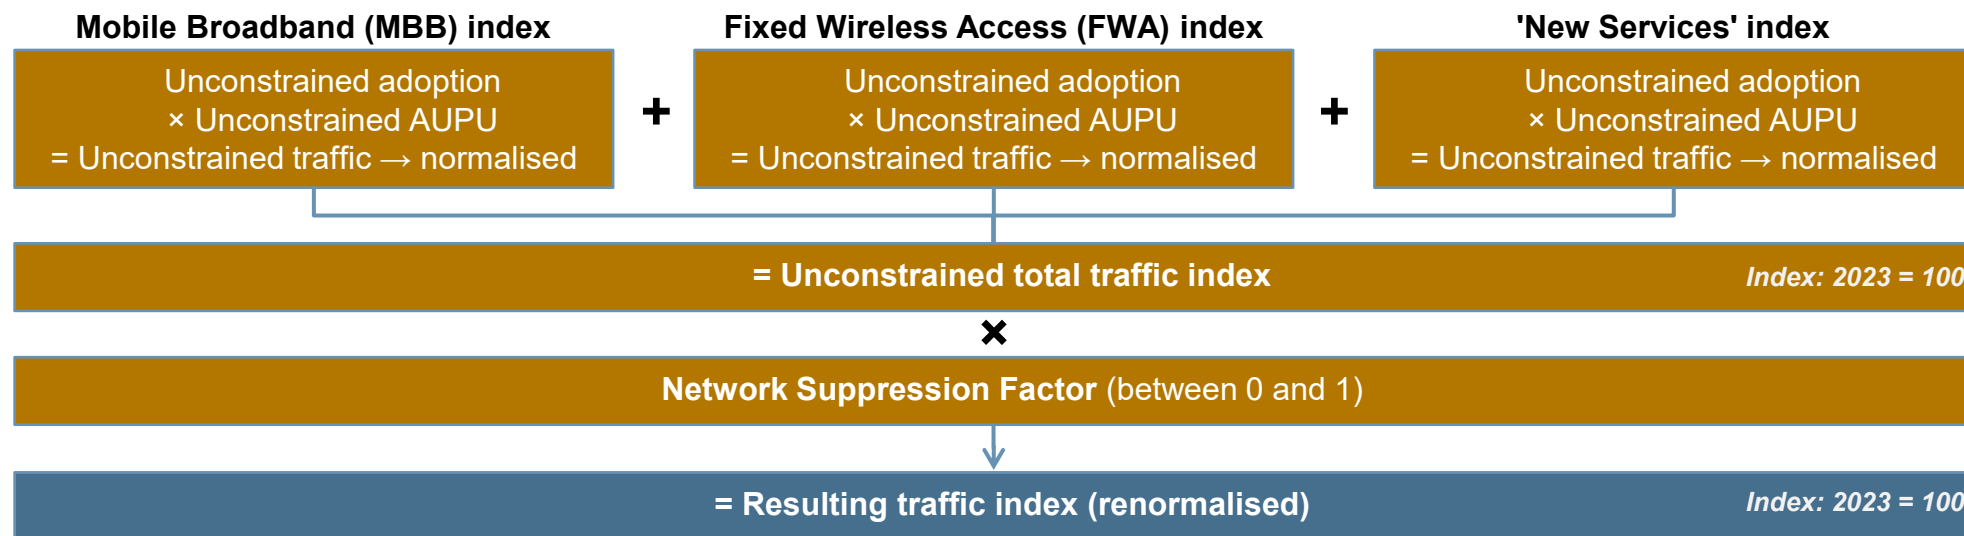 Mobile Broadband (MBB) index
Unconstrained adoption
× Unconstrained AUPU
= Unconstrained traffic → normalised
+
Fixed Wireless Access (FWA) index
Unconstrained adoption
× Unconstrained AUPU
= Unconstrained traffic → normalised
+
'New Services' index
Unconstrained adoption
× Unconstrained AUPU
= Unconstrained traffic → normalised
= Unconstrained total traffic index
Index: 2023 = 100
×
Network Suppression Factor (between 0 and 1)
= Resulting traffic index (renormalised)
Index: 2023 = 100